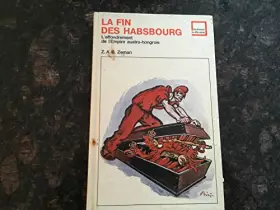 LA FIN
DES HABSBOURG
L'effondrement
de l'Empire austro-hongrois
Z. A. B. Zeman